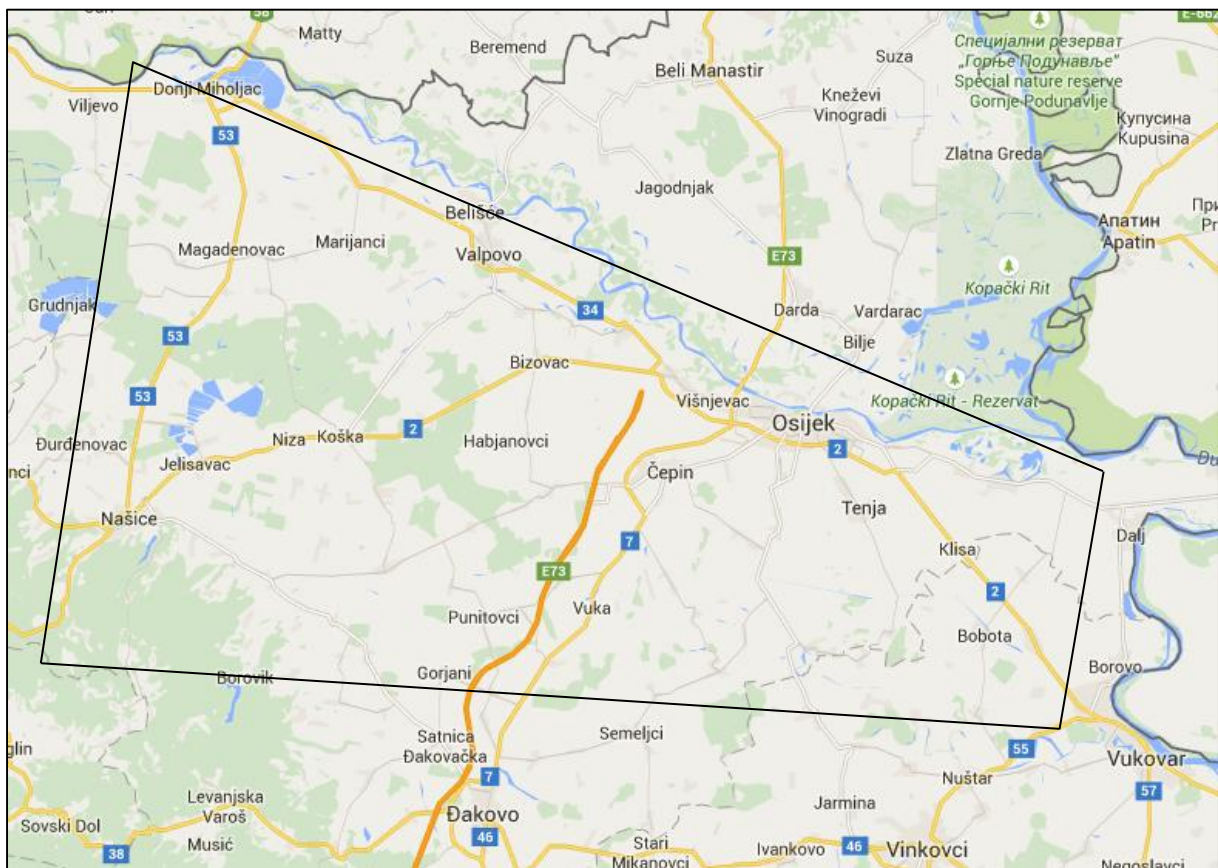 58
E-662
Matty
Beremend
Suza
Специјални резерват
„Горње Подунавље“
Special nature reserve
Gornje Podunavlje
Beli Manastir
Viljevo
Donji Miholjac
Kneževi
Vinogradi
Купусина
Kupusina
53
Zlatna Greda
Jagodnjak
Belišće
Апатин
Apatin
Magadenovac
Marijanci
Valpovo
E73
Kopački Rit
Grudnjak
34
Darda
Vardarac
53
Bilje
Bizovac
53
Višnjevac
Kopački Rit - Rezervat
Osijek
Đurđenovac
Niza
Koška
2
Habjanovci
2
Jelisavac
Čepin
Našice
Tenja
Dalj
7
Klisa
E73
2
Punitovci
Vuka
Bobota
Gorjani
Borovik
Borovo
Satnica
Đakovačka
Semeljci
55
Vukovar
7
Nuštar
57
Levanjska
Varoš
Đakovo
Jarmina
Sovski Dol
Musić
46
Stari
Mikanovci
Ivankovo
46
Vinkovci
38
Negoslavci